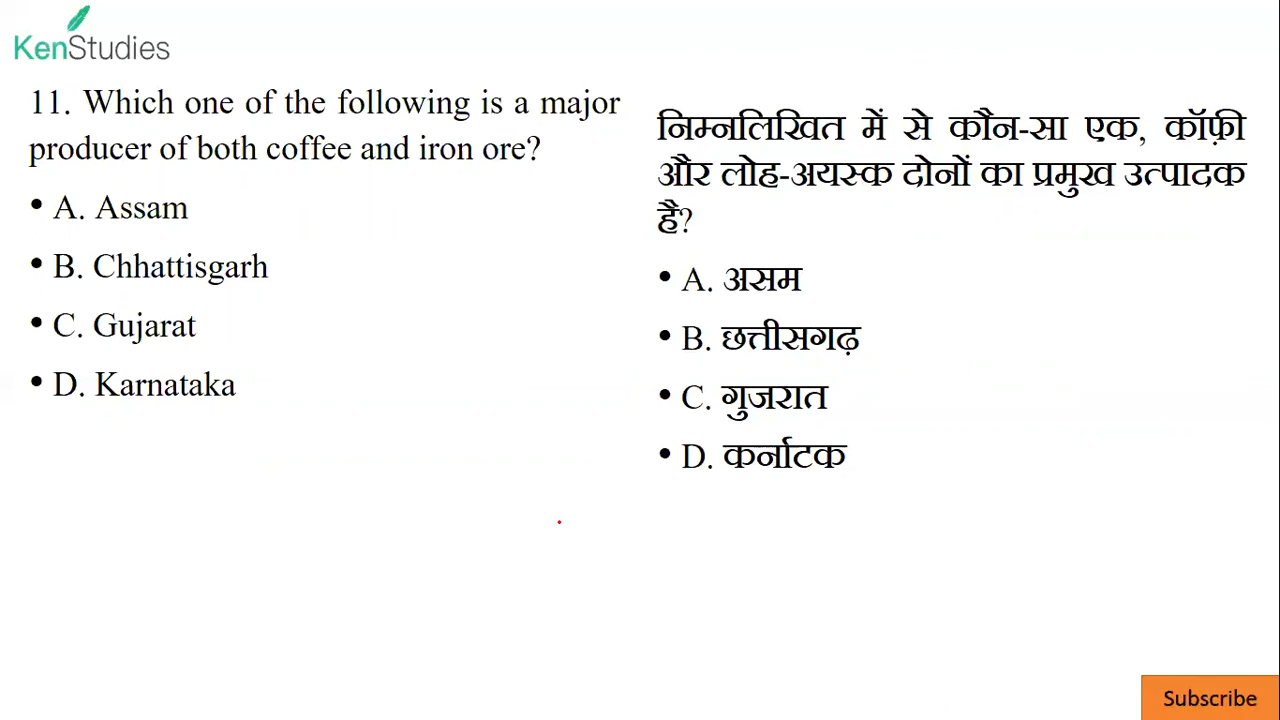 KenStudies
11. Which one of the following is a major
producer of both coffee and iron ore?
• A. Assam
• B. Chhattisgarh
• C. Gujarat
• D. Karnataka
निम्नलिखित में से कौन-सा एक, कॉफ़ी
और लोह-अयस्क दोनों का प्रमुख उत्पादक
है?
• A. असम
• B. छत्तीसगढ़
• C. गुजरात
• D. कर्नाटक
Subscribe